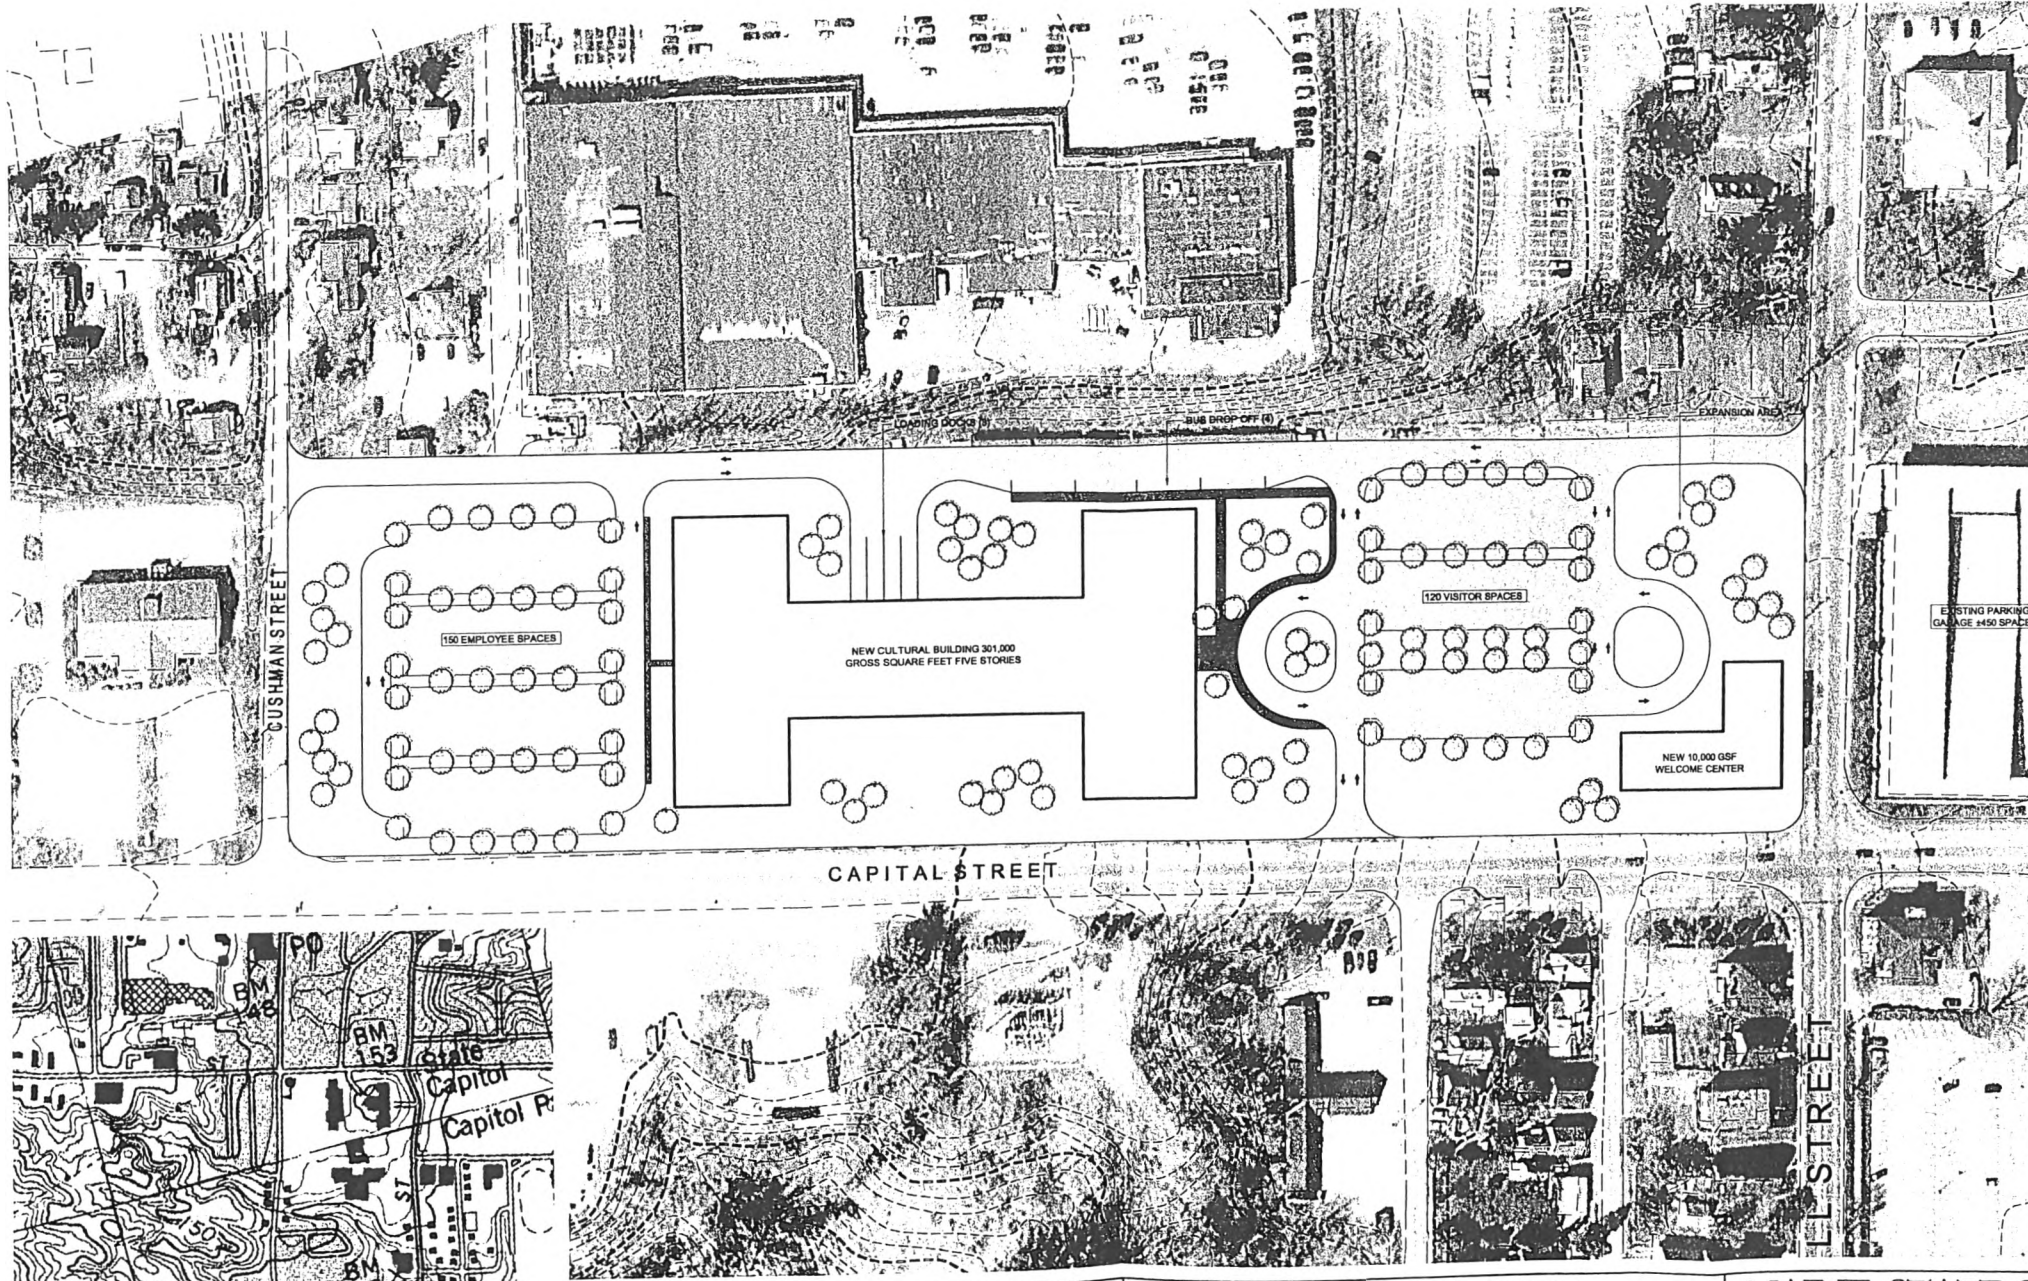 LOADING DOCKS (3)
BUS DROP OFF (4)
EXPANSION AREA
CUSHMAN STREET
150 EMPLOYEE SPACES
NEW CULTURAL BUILDING 301,000
GROSS SQUARE FEET FIVE STORIES
120 VISITOR SPACES
EXISTING PARKING
GARAGE ±450 SPACE
NEW 10,000 GSF
WELCOME CENTER
CAPITAL STREET
LL STREET
PO
BM
48
BM
153
State
Capitol
Capitol P
ST
ST
150
BM